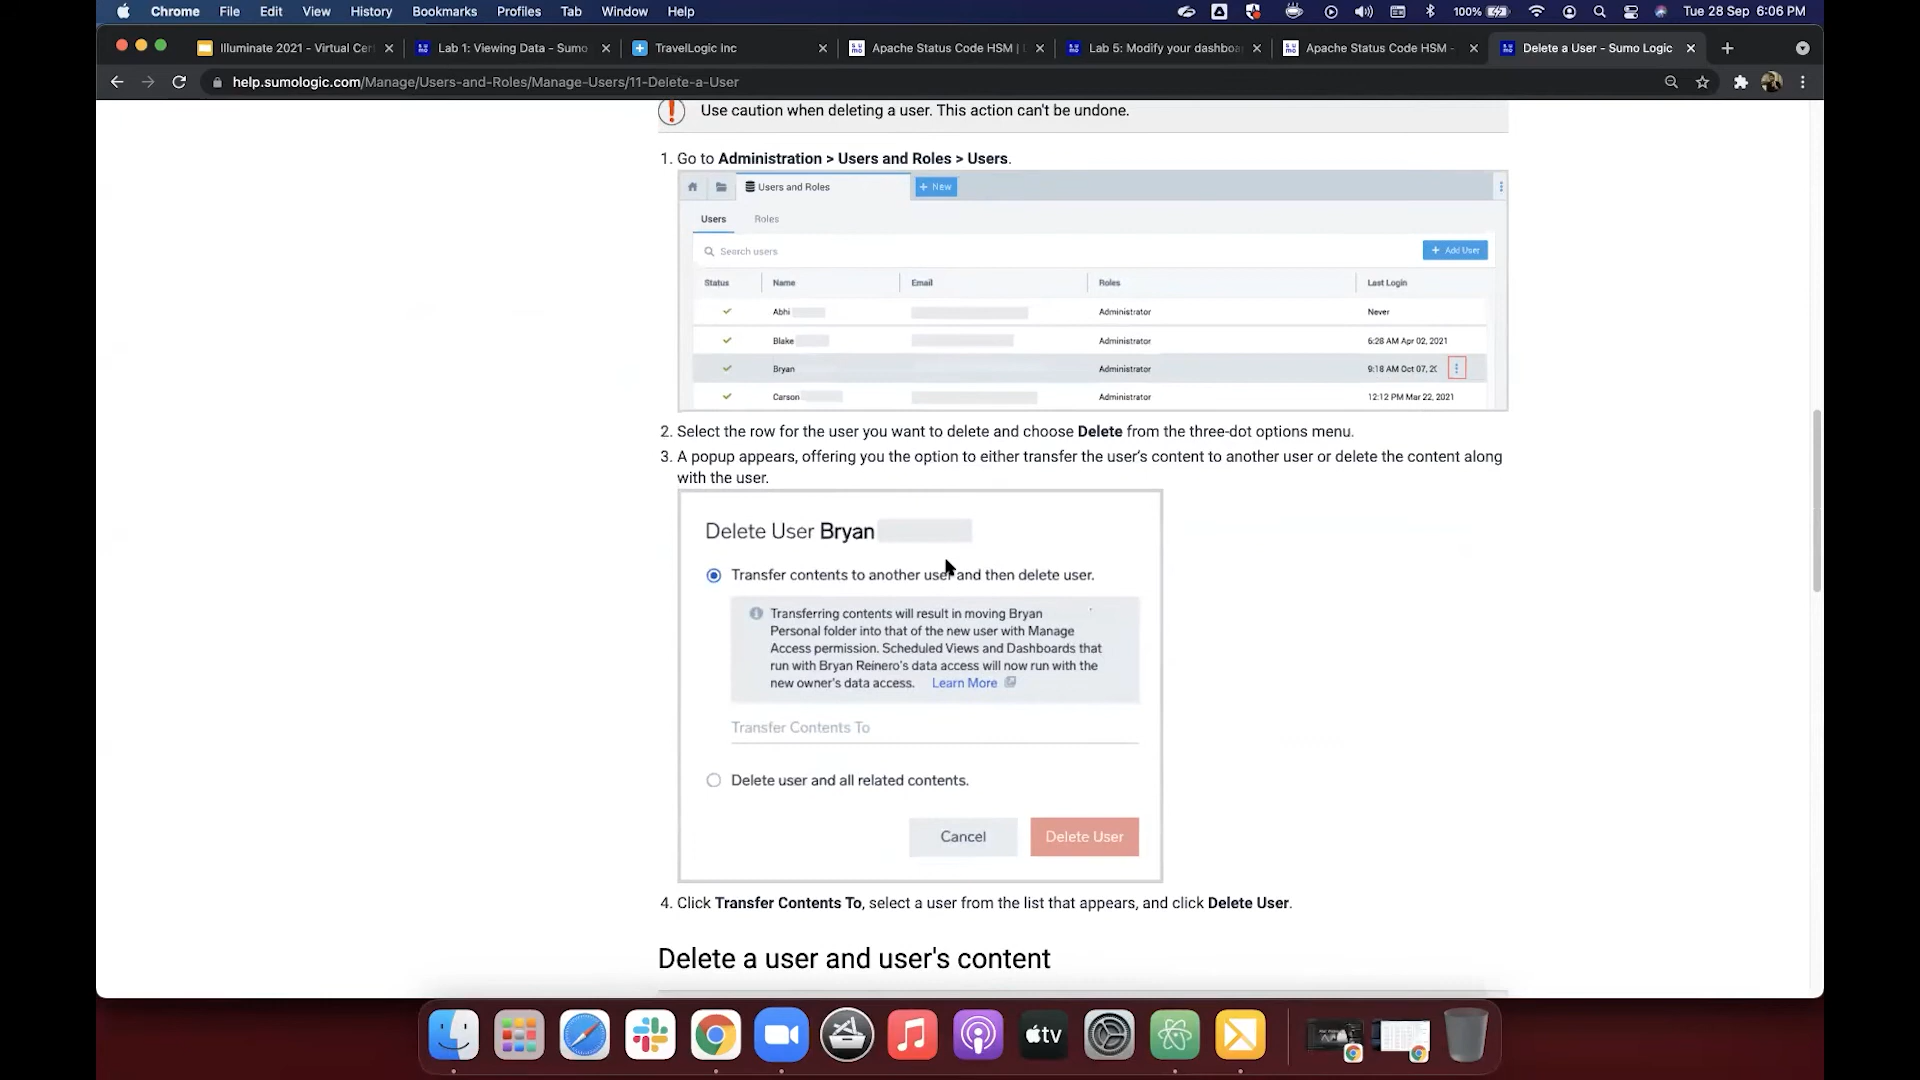 Chrome File Edit View History Bookmarks Profiles Tab Window Help 100% Tue 28 Sep 6:06 PM
Illuminate 2021 - Virtual Cer Lab 1: Viewing Data - Sumo TravelLogic Inc Apache Status Code HSM | Lab 5: Modify your dashboa Apache Status Code HSM - Delete a User - Sumo Logic
help.sumologic.com/Manage/Users-and-Roles/Manage-Users/11-Delete-a-User
Use caution when deleting a user. This action can't be undone.
1. Go to Administration > Users and Roles > Users.
Users and Roles + New
Users Roles
Search users + Add User
Status Name Email Roles Last Login
Abhi Administrator Never
Blake Administrator 6:28 AM Apr 02, 2021
Bryan Administrator 9:18 AM Oct 07, 2
Carson Administrator 12:12 PM Mar 22, 2021
2. Select the row for the user you want to delete and choose Delete from the three-dot options menu.
3. A popup appears, offering you the option to either transfer the user's content to another user or delete the content along
with the user.
Delete User Bryan
Transfer contents to another user and then delete user.
Transferring contents will result in moving Bryan
Personal folder into that of the new user with Manage
Access permission. Scheduled Views and Dashboards that
run with Bryan Reinero's data access will now run with the
new owner's data access. Learn More
Transfer Contents To
Delete user and all related contents.
Cancel Delete User
4. Click Transfer Contents To, select a user from the list that appears, and click Delete User.
Delete a user and user's content
tv